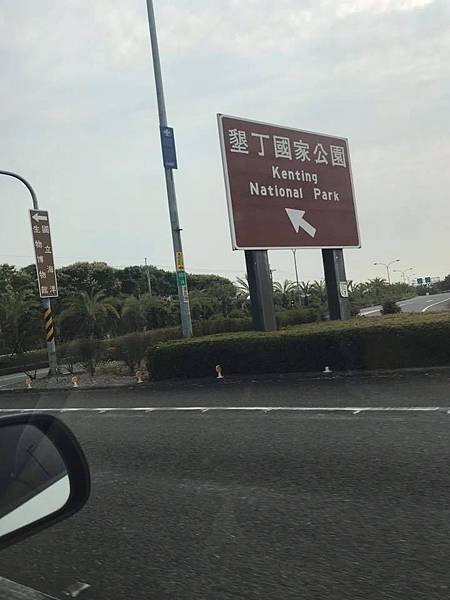 墾丁國家公園
Kenting
National Park
國立海洋
生物博物館